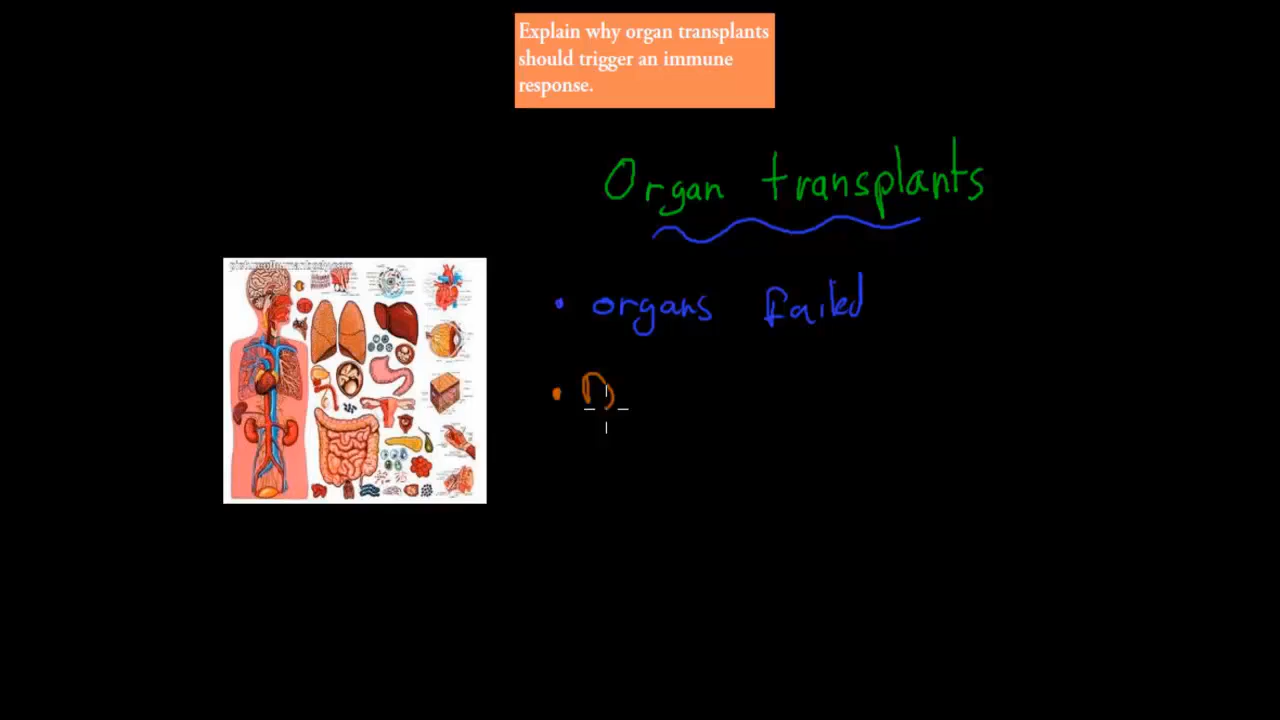 Explain why organ transplants
should trigger an immune
response.
Organ transplants
• organs failed
•